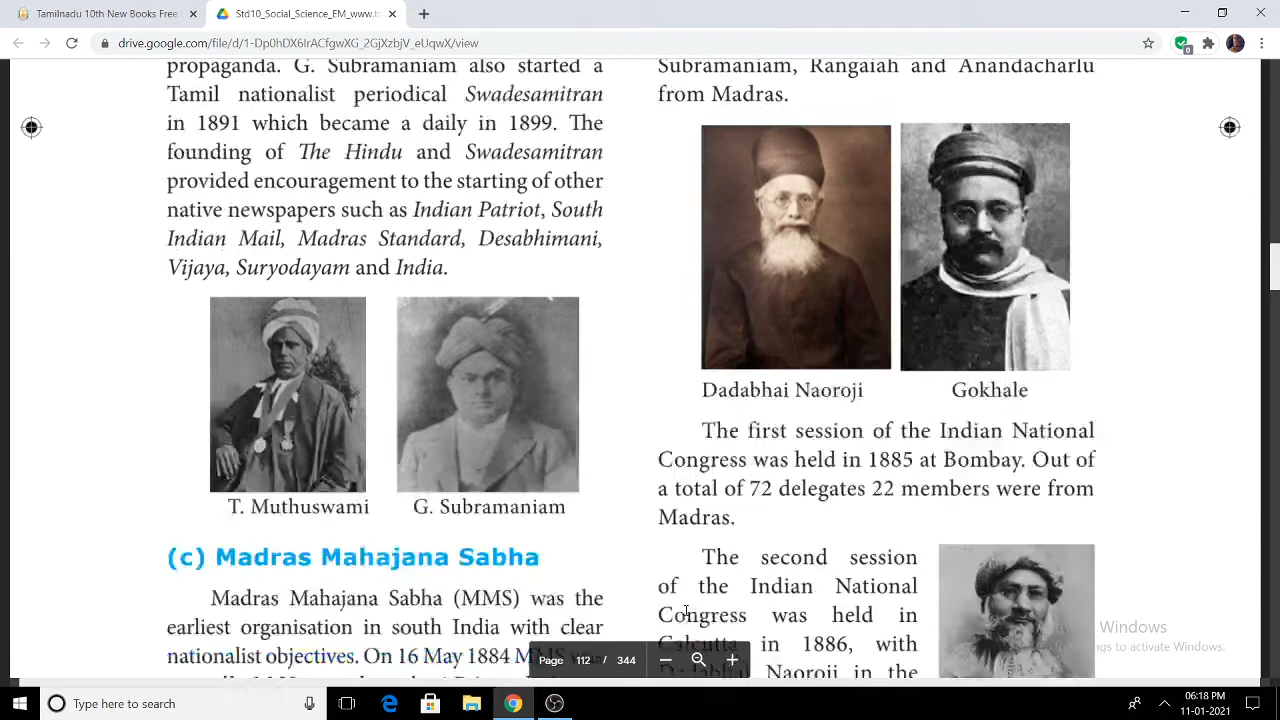 Tamilnadu 10th New Books Free D
Std10_Social_Science_EM_www.tr
drive.google.com/file/d/1-Dp0hDX6IrACfgwXG_2GjXzbjV_eUqwX/view
propaganda. G. Subramaniam also started a
Tamil nationalist periodical Swadesamitran
in 1891 which became a daily in 1899. The
founding of The Hindu and Swadesamitran
provided encouragement to the starting of other
native newspapers such as Indian Patriot, South
Indian Mail, Madras Standard, Desabhimani,
Vijaya, Suryodayam and India.
T. Muthuswami
G. Subramaniam
(c) Madras Mahajana Sabha
Madras Mahajana Sabha (MMS) was the
earliest organisation in south India with clear
nationalist objectives. On 16 May 1884
Subramaniam, Rangaiah and Anandacharlu
from Madras.
Dadabhai Naoroji
Gokhale
The first session of the Indian National
Congress was held in 1885 at Bombay. Out of
a total of 72 delegates 22 members were from
Madras.
The second session
of the Indian National
Congress was held in
Calcutta in 1886, with
Naoroji in the
Page 112 / 344
Windows
to activate Windows.
Type here to search
06:18 PM
11-01-2021